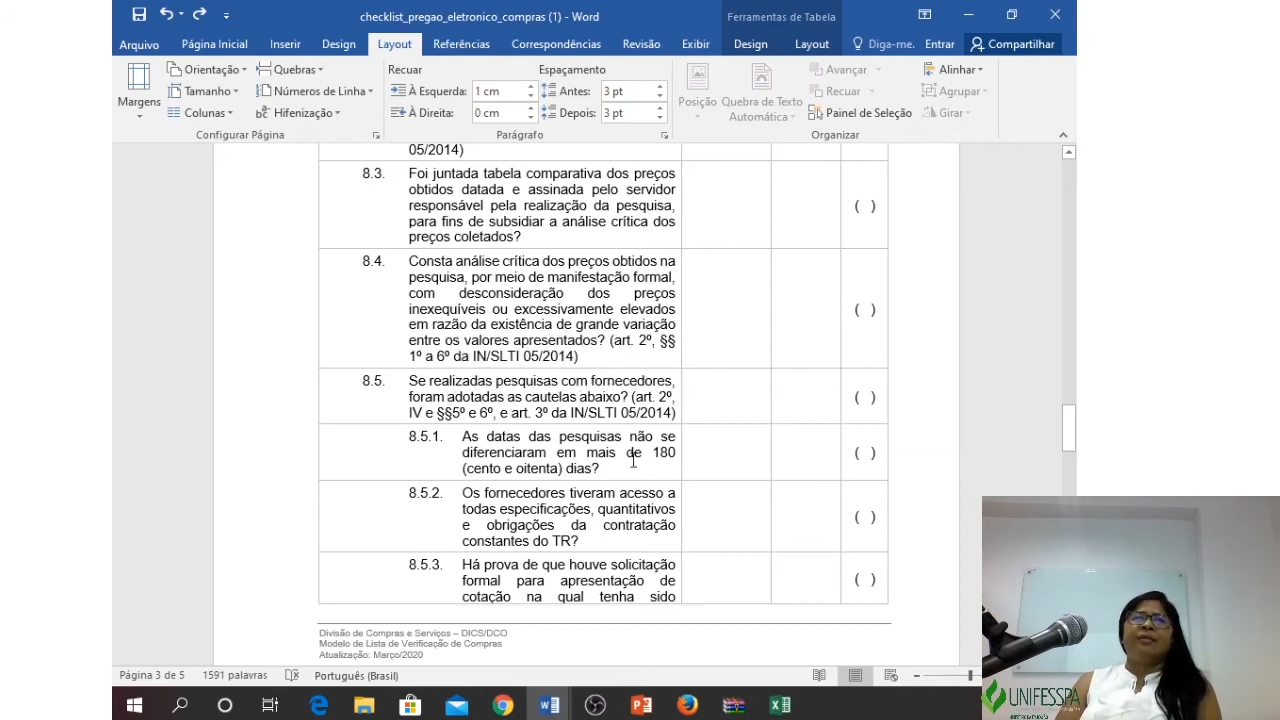 checklist_pregao_eletronico_compras (1) - Word
Ferramentas de Tabela
Arquivo Página Inicial Inserir Design Layout Referências Correspondências Revisão Exibir Design Layout Diga-me. Entrar Compartilhar
Margens
Orientação
Tamanho
Colunas
Quebras
Números de Linha
Hifenização
Configurar Página
Recuar
À Esquerda: 1 cm
À Direita: 0 cm
Espaçamento
Antes: 3 pt
Depois: 3 pt
Parágrafo
Posição
Quebra de Texto
Automática
Avançar
Recuar
Painel de Seleção
Alinhar
Agrupar
Girar
Organizar
05/2014)
8.3. Foi juntada tabela comparativa dos preços
obtidos datada e assinada pelo servidor
responsável pela realização da pesquisa,
para fins de subsidiar a análise crítica dos
preços coletados?
( )
8.4. Consta análise crítica dos preços obtidos na
pesquisa, por meio de manifestação formal,
com desconsideração dos preços
inexequíveis ou excessivamente elevados
em razão da existência de grande variação
entre os valores apresentados? (art. 2º, §§
1º a 6º da IN/SLTI 05/2014)
( )
8.5. Se realizadas pesquisas com fornecedores,
foram adotadas as cautelas abaixo? (art. 2º,
IV e §§5º e 6º, e art. 3º da IN/SLTI 05/2014)
( )
8.5.1. As datas das pesquisas não se
diferenciaram em mais de 180
(cento e oitenta) dias?
( )
8.5.2. Os fornecedores tiveram acesso a
todas especificações, quantitativos
e obrigações da contratação
constantes do TR?
( )
8.5.3. Há prova de que houve solicitação
formal para apresentação de
cotação na qual tenha sido
( )
Divisão de Compras e Serviços – DICS/DCO
Modelo de Lista de Verificação de Compras
Atualização: Março/2020
Página 3 de 5 1591 palavras Português (Brasil)
UNIFESSPA